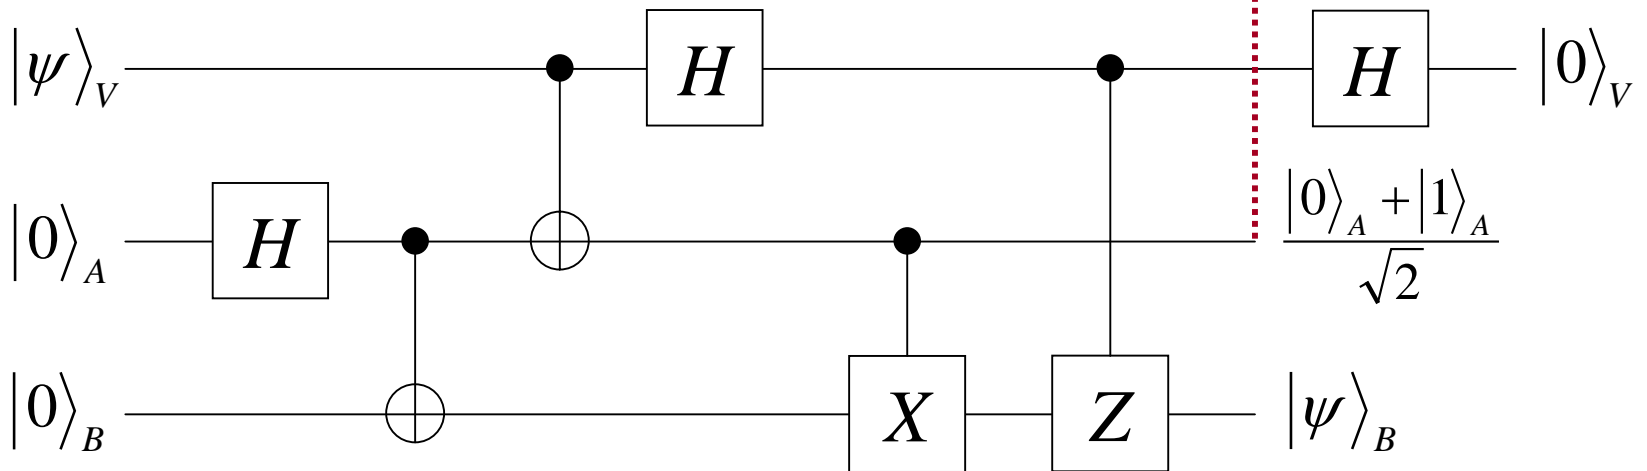 |ψ⟩_V H H |0⟩_V
|0⟩_A H (|0⟩_A + |1⟩_A)/√2
|0⟩_B X Z |ψ⟩_B